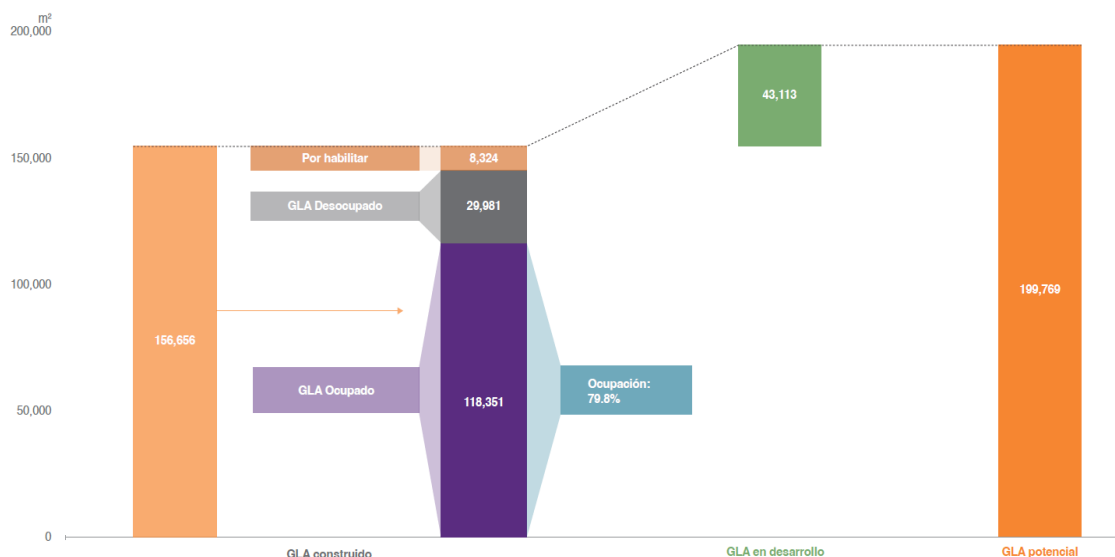 m²
200,000
43,113
150,000
Por habilitar
8,324
GLA Desocupado
29,981
100,000
199,769
156,656
GLA Ocupado
Ocupación:
79.8%
118,351
50,000
0
GLA construido
GLA en desarrollo
GLA potencial